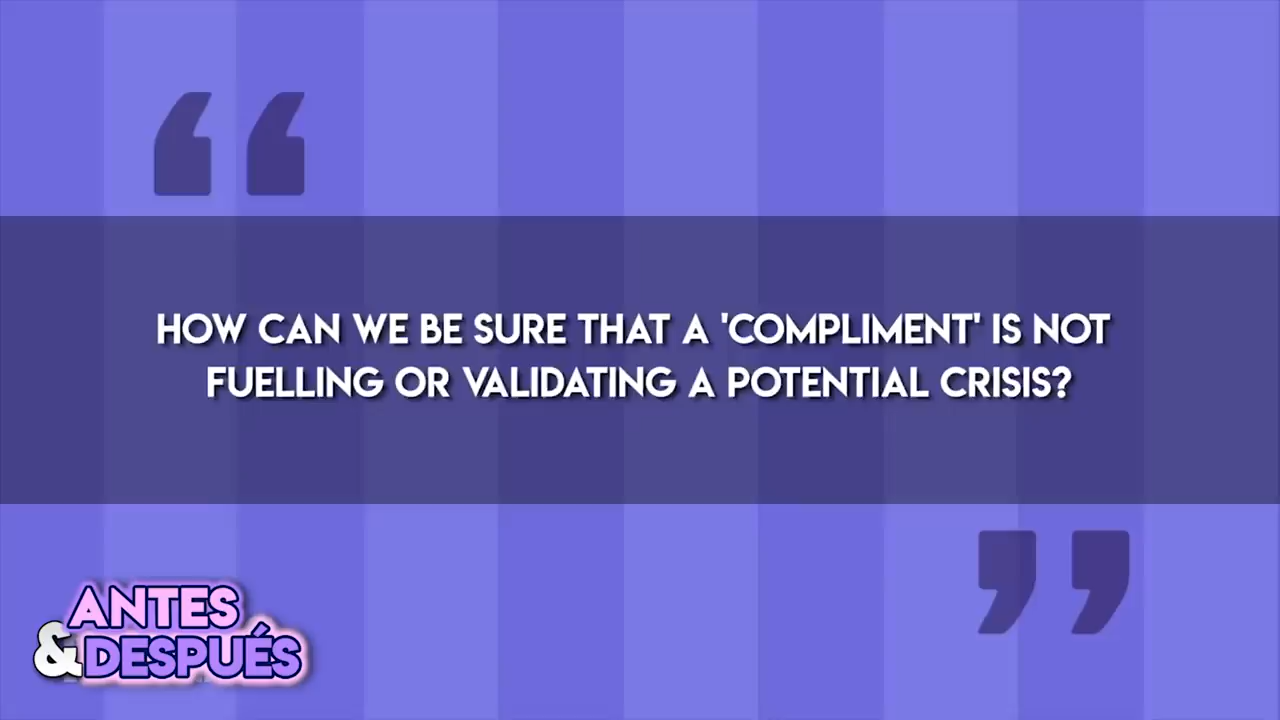 HOW CAN WE BE SURE THAT A 'COMPLIMENT' IS NOT
FUELLING OR VALIDATING A POTENTIAL CRISIS?
ANTES
&DESPUÉS